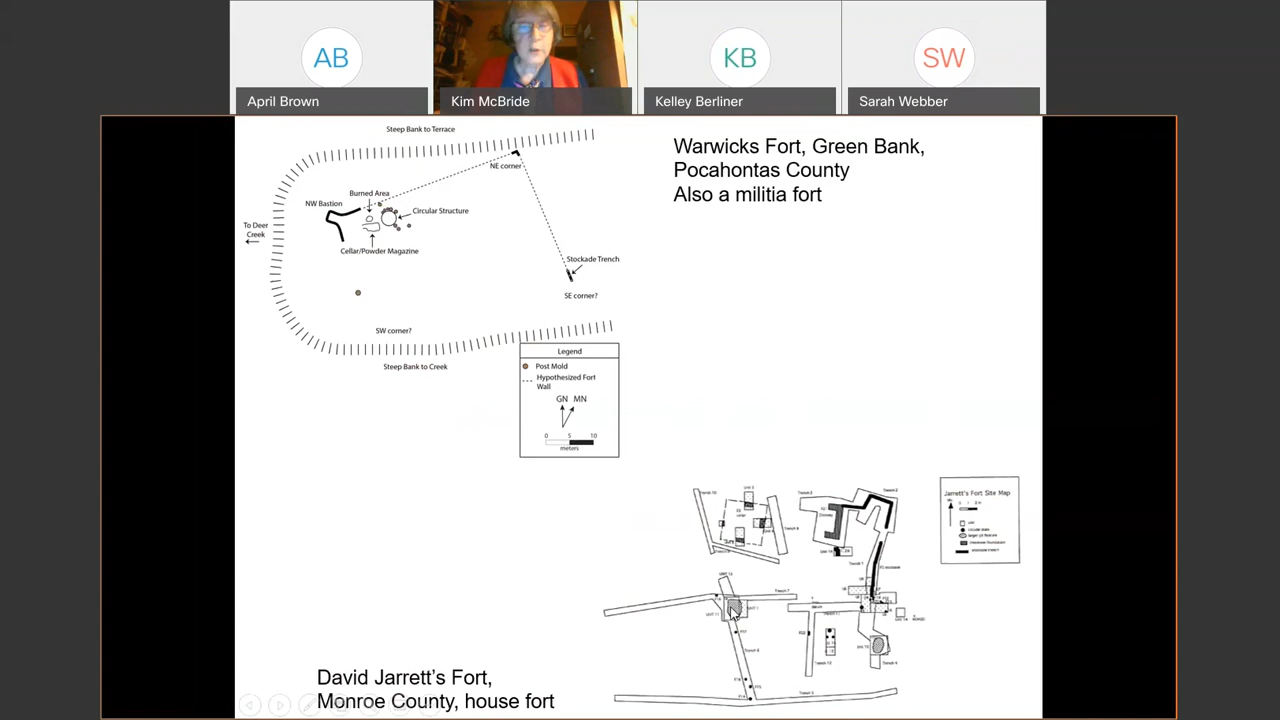 AB
April Brown
Kim McBride
KB
Kelley Berliner
SW
Sarah Webber
Steep Bank to Terrace
NE corner
Burned Area
NW Bastion
Circular Structure
To Deer
Creek
Cellar/Powder Magazine
Stockade Trench
SE corner?
SW corner?
Steep Bank to Creek
Legend
Post Mold
Hypothesized Fort
Wall
GN MN
0 5 10
meters
Warwicks Fort, Green Bank,
Pocahontas County
Also a militia fort
Jarrett's Fort Site Map
David Jarrett's Fort,
Monroe County, house fort